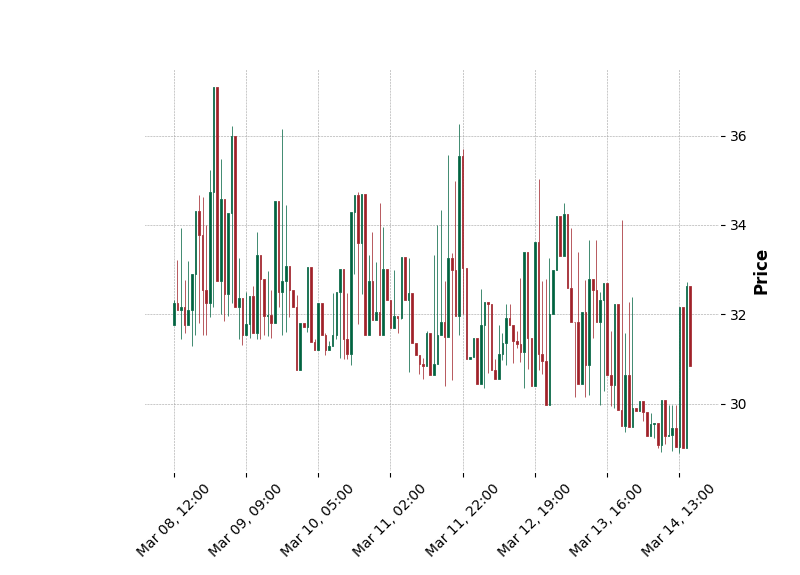 36
34
32
30
Price
Mar 08, 12:00
Mar 09, 09:00
Mar 10, 05:00
Mar 11, 02:00
Mar 11, 22:00
Mar 12, 19:00
Mar 13, 16:00
Mar 14, 13:00